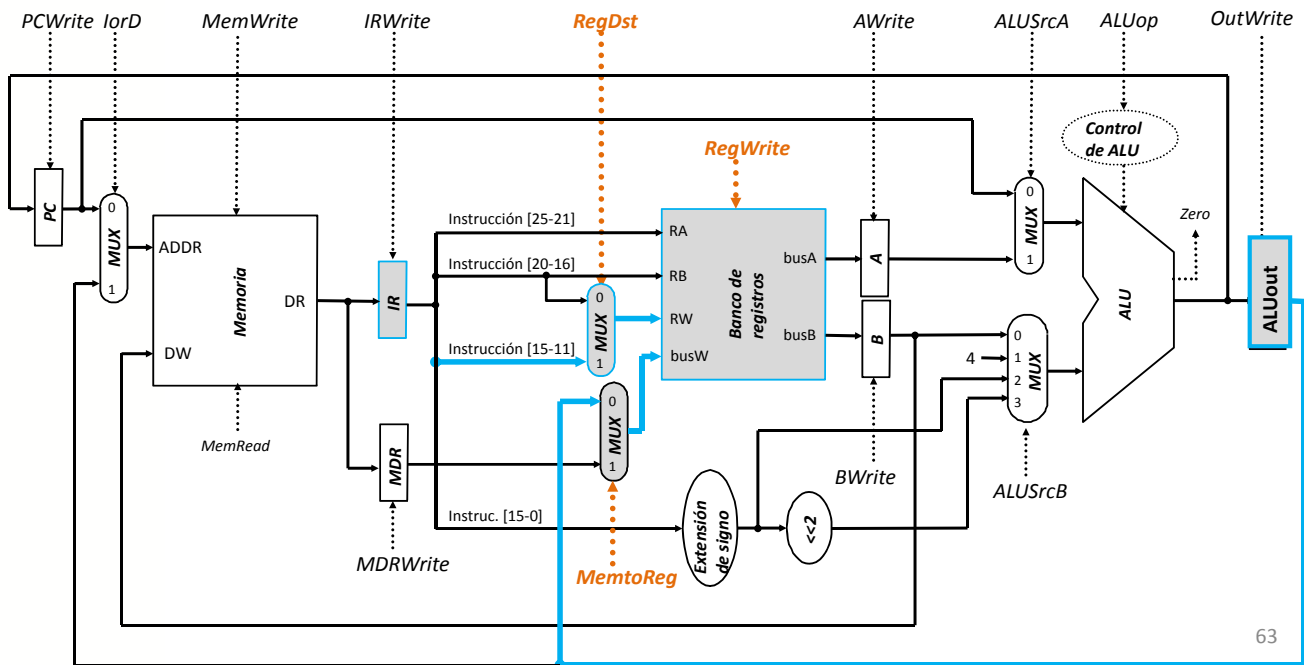 PCWrite IorD MemWrite IRWrite RegDst AWrite ALUSrcA ALUop OutWrite
Control
de ALU
RegWrite
PC
0
MUX
1
ADDR
Memoria
DR
DW
MemRead
IR
Instrucción [25-21]
Instrucción [20-16]
Instrucción [15-11]
0
MUX
1
RA
RB
RW
busW
Banco de
registros
busA
busB
A
B
0
MUX
1
4
0
1
2
3
MUX
ALU
Zero
ALUout
0
MUX
1
MDR
MDRWrite
Instruc. [15-0]
MemtoReg
Extensión
de signo
<<2
BWrite
ALUSrcB
63